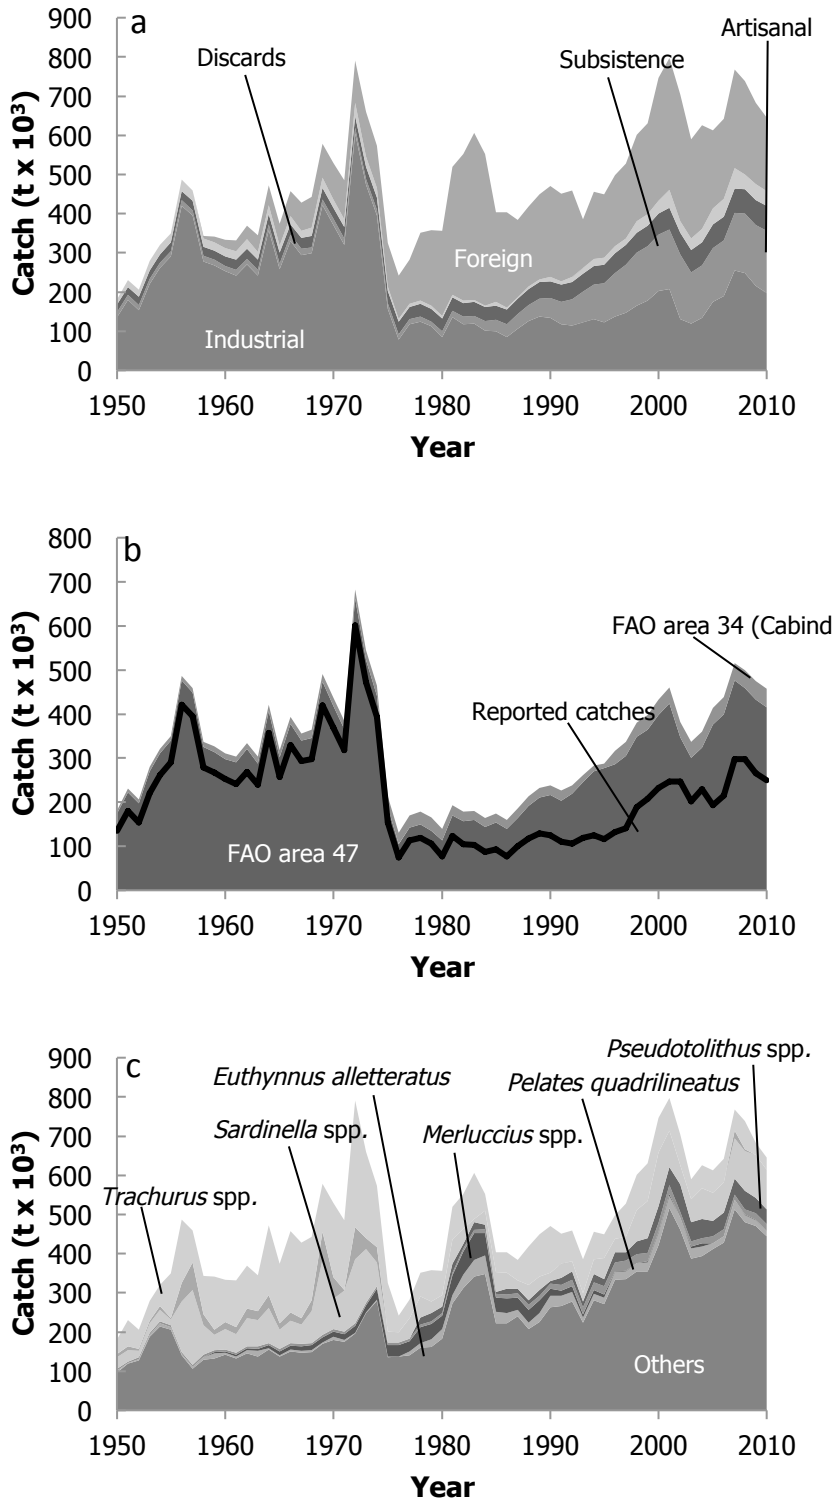 a
Artisanal
Discards
Subsistence
900
800
700
600
500
400
300
200
100
0
Catch (t x 10³)
Foreign
Industrial
1950 1960 1970 1980 1990 2000 2010
Year
b
800
700
600
500
400
300
200
100
0
Catch (t x 10³)
FAO area 34 (Cabind
Reported catches
FAO area 47
1950 1960 1970 1980 1990 2000 2010
Year
c
Pseudotolithus spp.
Euthynnus alletteratus
Pelates quadrilineatus
Sardinella spp.
Merluccius spp.
Trachurus spp.
900
800
700
600
500
400
300
200
100
0
Catch (t x 10³)
Others
1950 1960 1970 1980 1990 2000 2010
Year